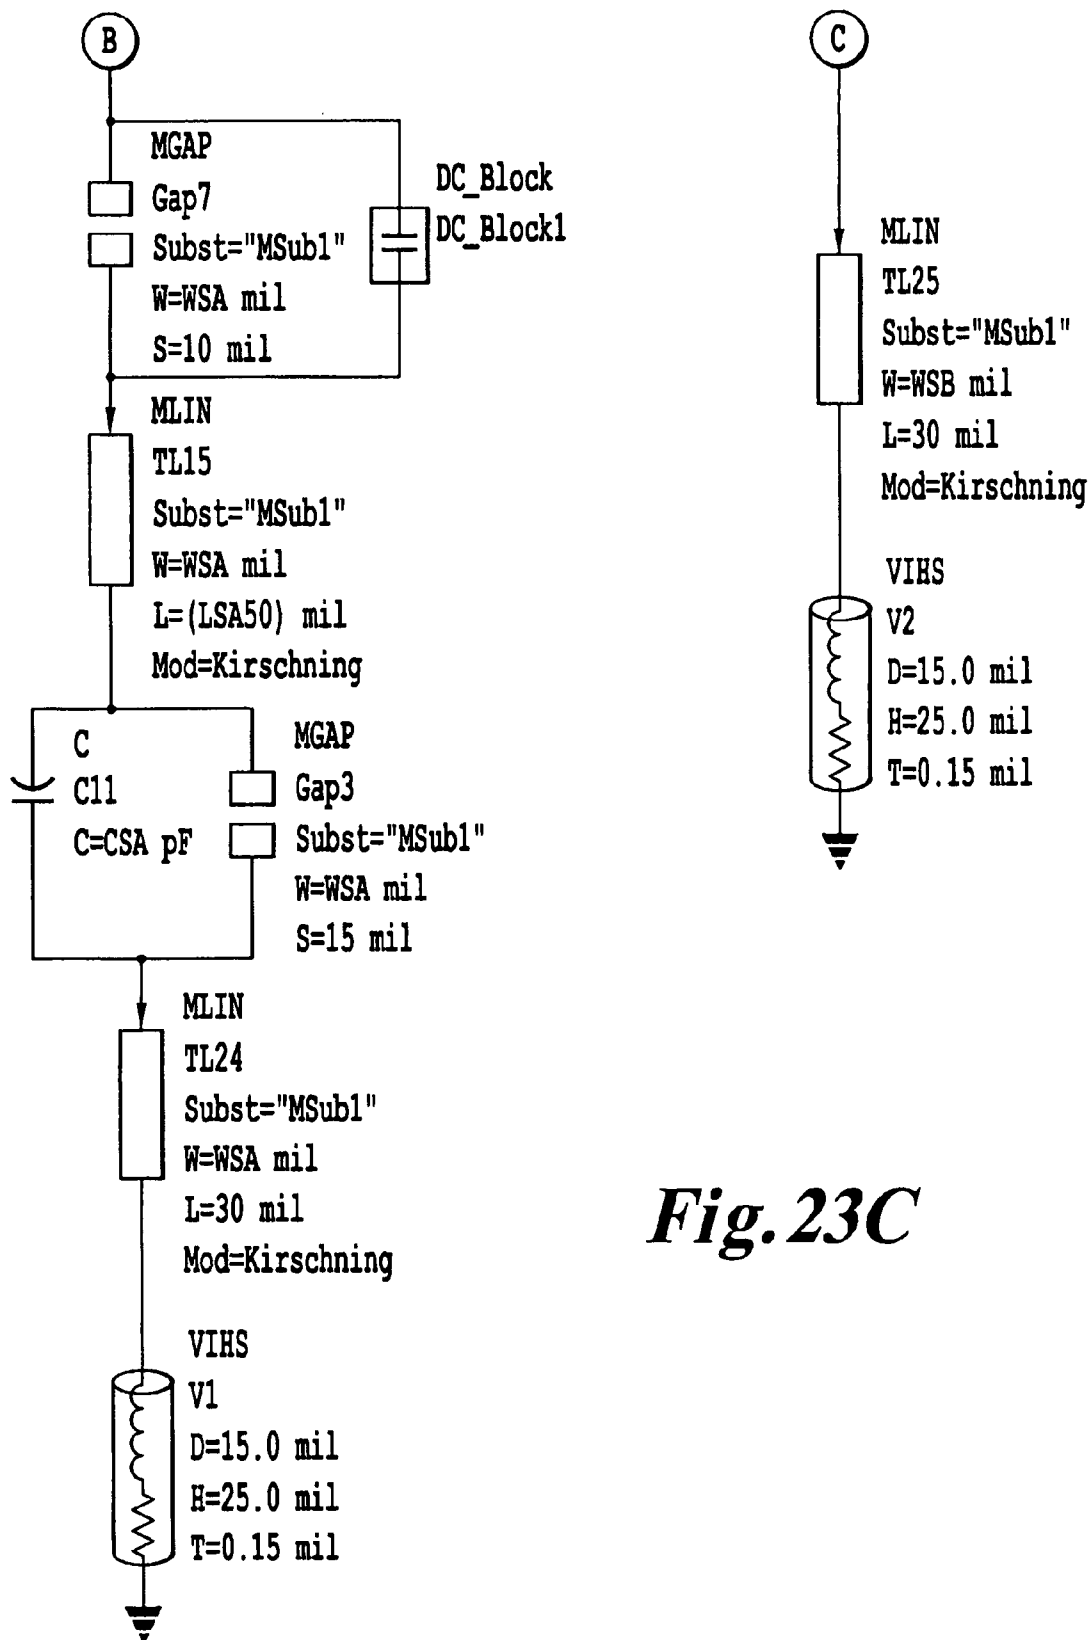 B
MGAP
Gap7
Subst="MSub1"
W=WSA mil
S=10 mil
DC_Block
DC_Block1
MLIN
TL15
Subst="MSub1"
W=WSA mil
L=(LSA50) mil
Mod=Kirschning
C
C11
C=CSA pF
MGAP
Gap3
Subst="MSub1"
W=WSA mil
S=15 mil
MLIN
TL24
Subst="MSub1"
W=WSA mil
L=30 mil
Mod=Kirschning
VIHS
V1
D=15.0 mil
H=25.0 mil
T=0.15 mil
C
MLIN
TL25
Subst="MSub1"
W=WSB mil
L=30 mil
Mod=Kirschning
VIHS
V2
D=15.0 mil
H=25.0 mil
T=0.15 mil
Fig. 23C